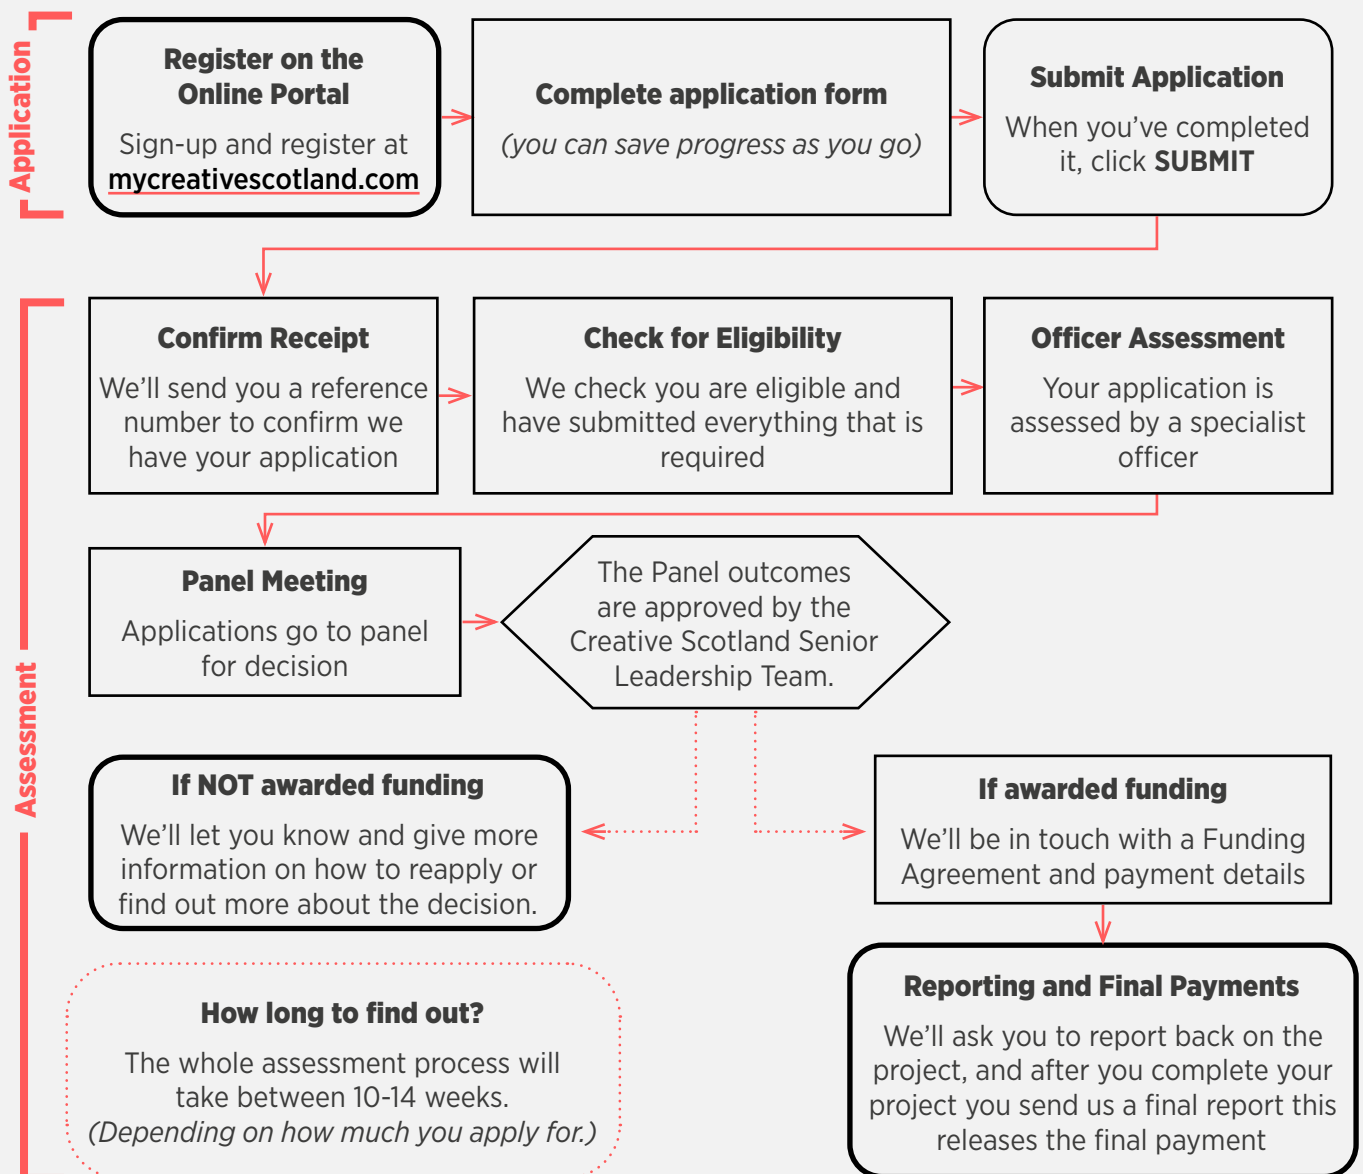 Application
Register on the
Online Portal
Sign-up and register at
mycreativescotland.com
Complete application form
(you can save progress as you go)
Submit Application
When you’ve completed
it, click SUBMIT
Assessment
Confirm Receipt
We’ll send you a reference
number to confirm we
have your application
Check for Eligibility
We check you are eligible and
have submitted everything that is
required
Officer Assessment
Your application is
assessed by a specialist
officer
Panel Meeting
Applications go to panel
for decision
The Panel outcomes
are approved by the
Creative Scotland Senior
Leadership Team.
If NOT awarded funding
We’ll let you know and give more
information on how to reapply or
find out more about the decision.
If awarded funding
We’ll be in touch with a Funding
Agreement and payment details
How long to find out?
The whole assessment process will
take between 10-14 weeks.
(Depending on how much you apply for.)
Reporting and Final Payments
We’ll ask you to report back on the
project, and after you complete your
project you send us a final report this
releases the final payment